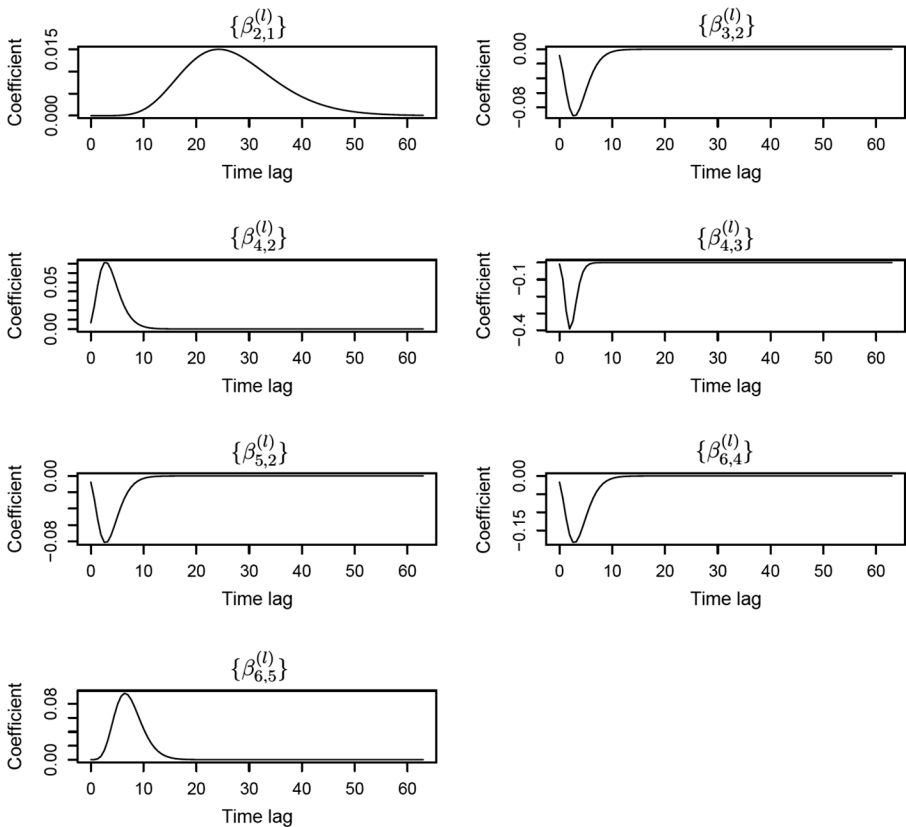 {β_{2,1}^{(l)}}
Coefficient
0.000 0.015
0 10 20 30 40 50 60
Time lag
{β_{3,2}^{(l)}}
Coefficient
−0.08 0.00
0 10 20 30 40 50 60
Time lag
{β_{4,2}^{(l)}}
Coefficient
0.00 0.05
0 10 20 30 40 50 60
Time lag
{β_{4,3}^{(l)}}
Coefficient
−0.4 −0.1
0 10 20 30 40 50 60
Time lag
{β_{5,2}^{(l)}}
Coefficient
−0.08 0.00
0 10 20 30 40 50 60
Time lag
{β_{6,4}^{(l)}}
Coefficient
−0.15 0.00
0 10 20 30 40 50 60
Time lag
{β_{6,5}^{(l)}}
Coefficient
0.00 0.08
0 10 20 30 40 50 60
Time lag